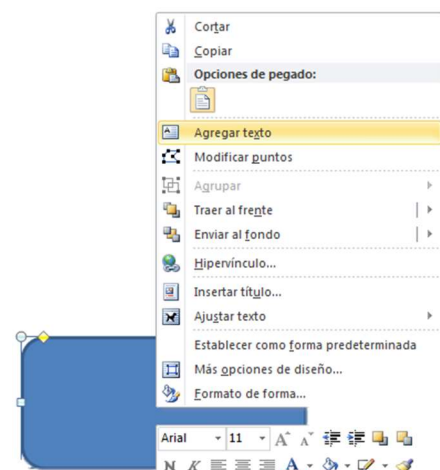 Cortar
Copiar
Opciones de pegado:
Agregar texto
Modificar puntos
Agrupar
Traer al frente
Enviar al fondo
Hipervínculo...
Insertar título...
Ajustar texto
Establecer como forma predeterminada
Más opciones de diseño...
Formato de forma...
Arial 11 A A
N K A